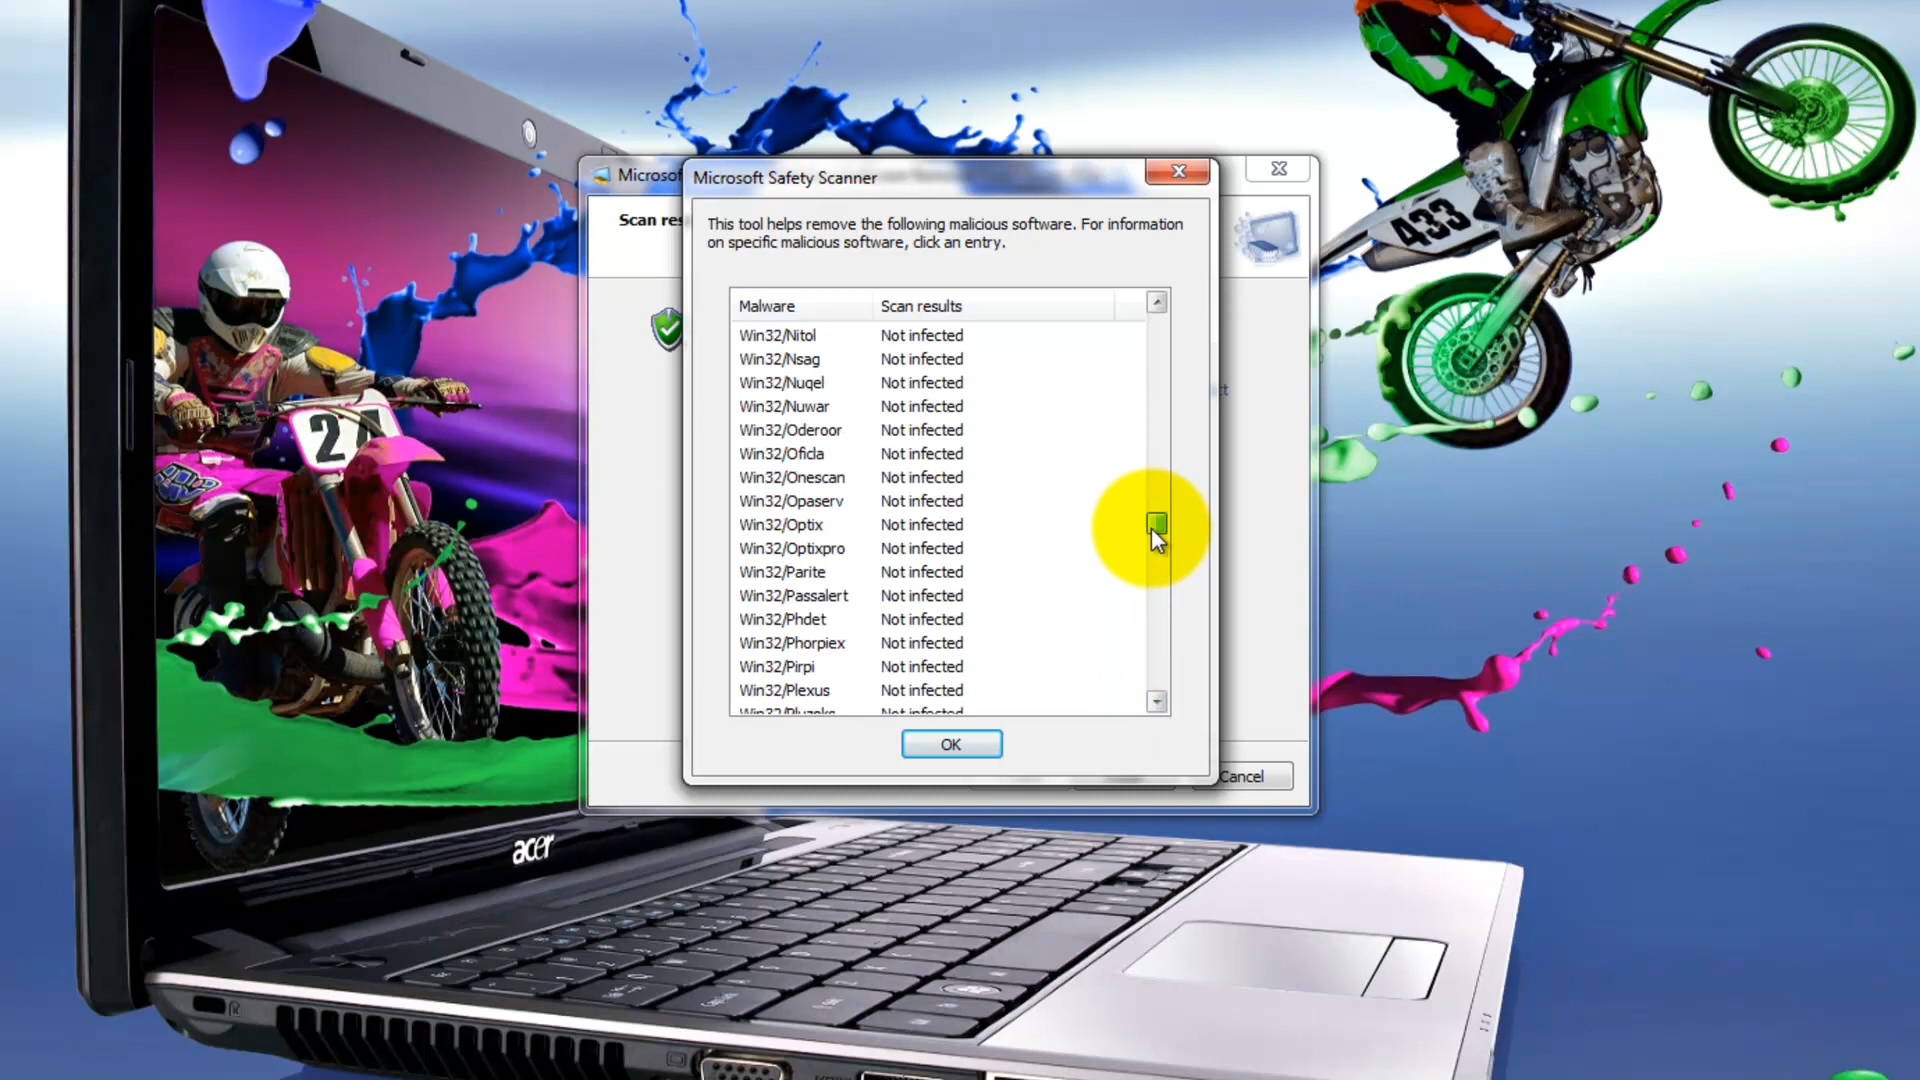 Microsof
Microsoft Safety Scanner
Scan res
This tool helps remove the following malicious software. For information
on specific malicious software, click an entry.
Malware Scan results
Win32/Nitol Not infected
Win32/Nsag Not infected
Win32/Nuqel Not infected
Win32/Nuwar Not infected
Win32/Oderoor Not infected
Win32/Oficla Not infected
Win32/Onescan Not infected
Win32/Opaserv Not infected
Win32/Optix Not infected
Win32/Optixpro Not infected
Win32/Parite Not infected
Win32/Passalert Not infected
Win32/Phdet Not infected
Win32/Phorpiex Not infected
Win32/Pirpi Not infected
Win32/Plexus Not infected
OK
Cancel
433
acer